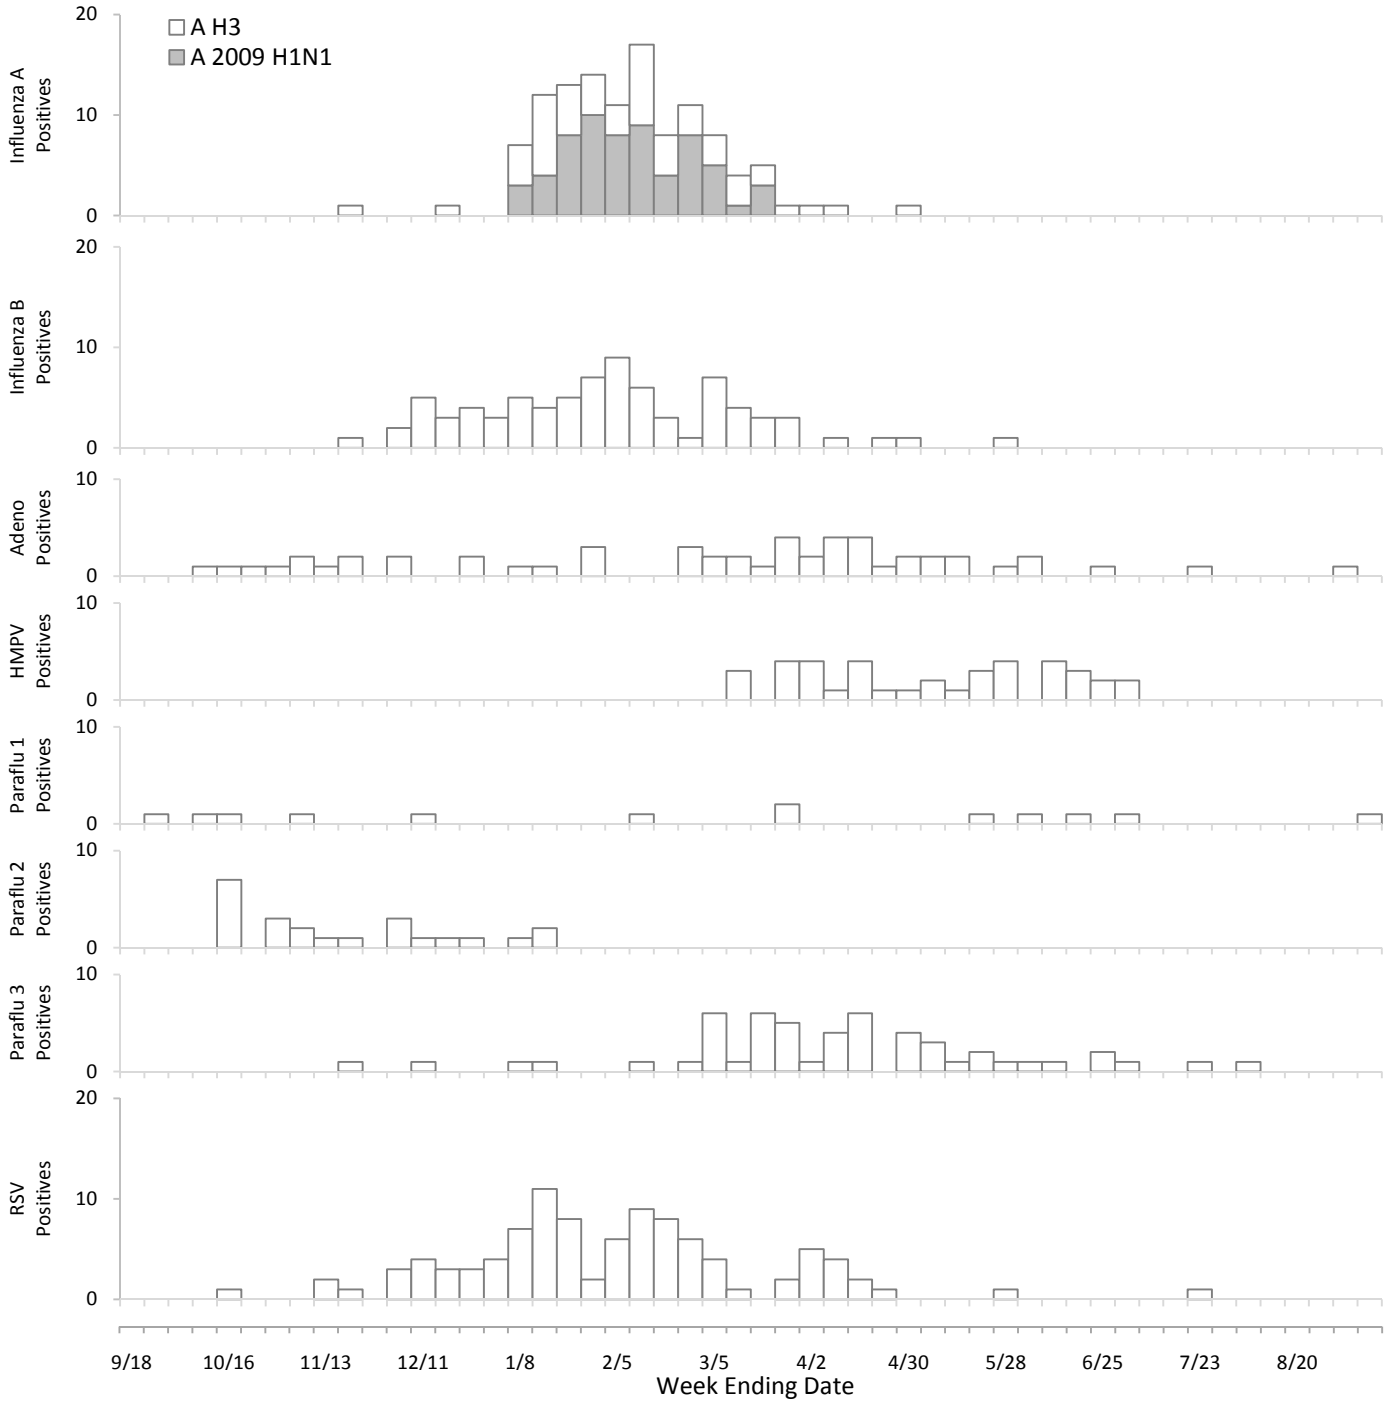 A H3
A 2009 H1N1
Influenza A
Positives
20
10
0
Influenza B
Positives
20
10
0
Adeno
Positives
10
0
HMPV
Positives
10
0
Paraflu 1
Positives
10
0
Paraflu 2
Positives
10
0
Paraflu 3
Positives
10
0
RSV
Positives
20
10
0
9/18 10/16 11/13 12/11 1/8 2/5 3/5 4/2 4/30 5/28 6/25 7/23 8/20
Week Ending Date